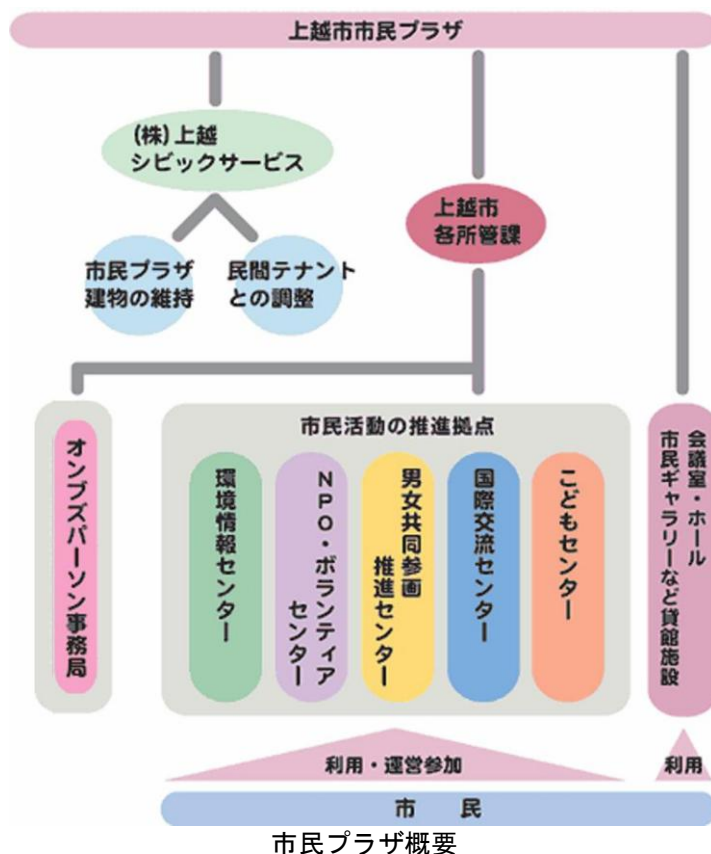 上越市市民プラザ
(株)上越
シビックサービス
上越市
各所管課
市民プラザ
建物の維持
民間テナント
との調整
市民活動の推進拠点
オンブズパーソン事務局
環境情報センター
NPO・ボランティア
センター
男女共同参画
推進センター
国際交流センター
こどもセンター
会議室・ホール
市民ギャラリーなど貸館施設
利用・運営参加
利用
市 民
市民プラザ概要